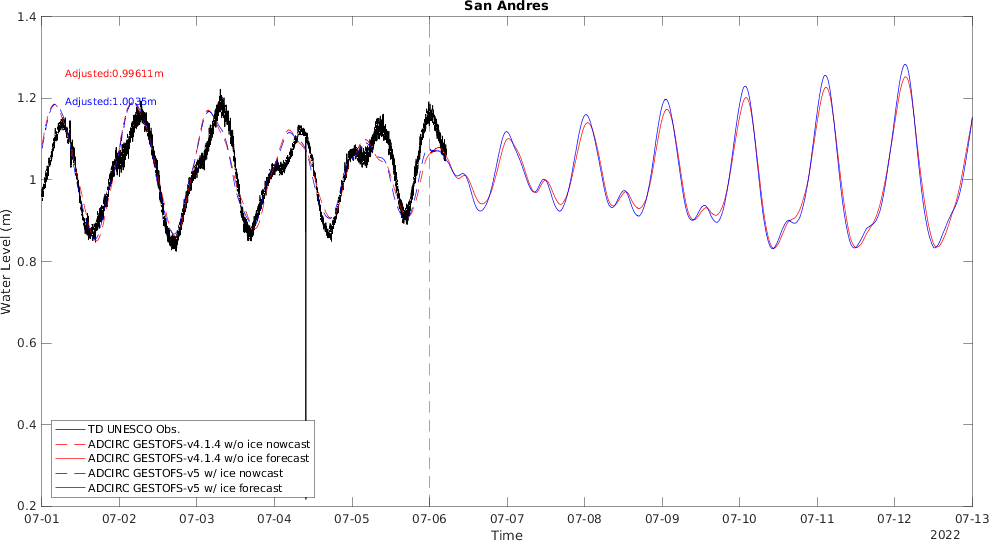 San Andres
1.4
1.2
1
0.8
0.6
0.4
0.2
Water Level (m)
Adjusted:0.99611m
Adjusted:1.0035m
TD UNESCO Obs.
ADCIRC GESTOFS-v4.1.4 w/o ice nowcast
ADCIRC GESTOFS-v4.1.4 w/o ice forecast
ADCIRC GESTOFS-v5 w/ ice nowcast
ADCIRC GESTOFS-v5 w/ ice forecast
07-01 07-02 07-03 07-04 07-05 07-06 07-07 07-08 07-09 07-10 07-11 07-12 07-13
Time
2022